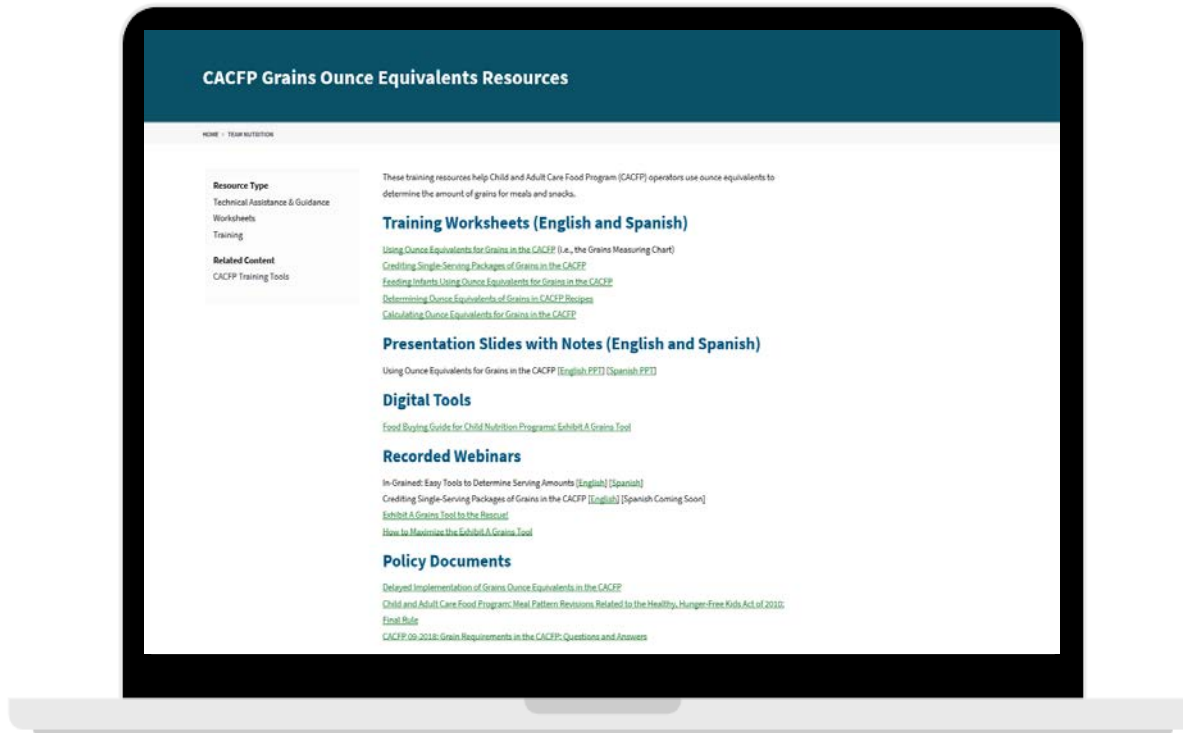 CACFP Grains Ounce Equivalents Resources
HOME > TEAM NUTRITION
Resource Type
Technical Assistance & Guidance
Worksheets
Training
Related Content
CACFP Training Tools
These training resources help Child and Adult Care Food Program (CACFP) operators use ounce equivalents to
determine the amount of grains for meals and snacks.
Training Worksheets (English and Spanish)
Using Ounce Equivalents for Grains in the CACFP (i.e., the Grains Measuring Chart)
Crediting Single-Serving Packages of Grains in the CACFP
Feeding Infants Using Ounce Equivalents for Grains in the CACFP
Determining Ounce Equivalents of Grains in CACFP Recipes
Calculating Ounce Equivalents for Grains in the CACFP
Presentation Slides with Notes (English and Spanish)
Using Ounce Equivalents for Grains in the CACFP [English PPT] [Spanish PPT]
Digital Tools
Food Buying Guide for Child Nutrition Programs: Exhibit A Grains Tool
Recorded Webinars
In-Grained: Easy Tools to Determine Serving Amounts [English] [Spanish]
Crediting Single-Serving Packages of Grains in the CACFP [English] [Spanish Coming Soon]
Exhibit A Grains Tool to the Rescue!
How to Maximize the Exhibit A Grains Tool
Policy Documents
Delayed Implementation of Grains Ounce Equivalents in the CACFP
Child and Adult Care Food Program: Meal Pattern Revisions Related to the Healthy, Hunger-Free Kids Act of 2010;
Final Rule
CACFP 09-2018: Grain Requirements in the CACFP: Questions and Answers